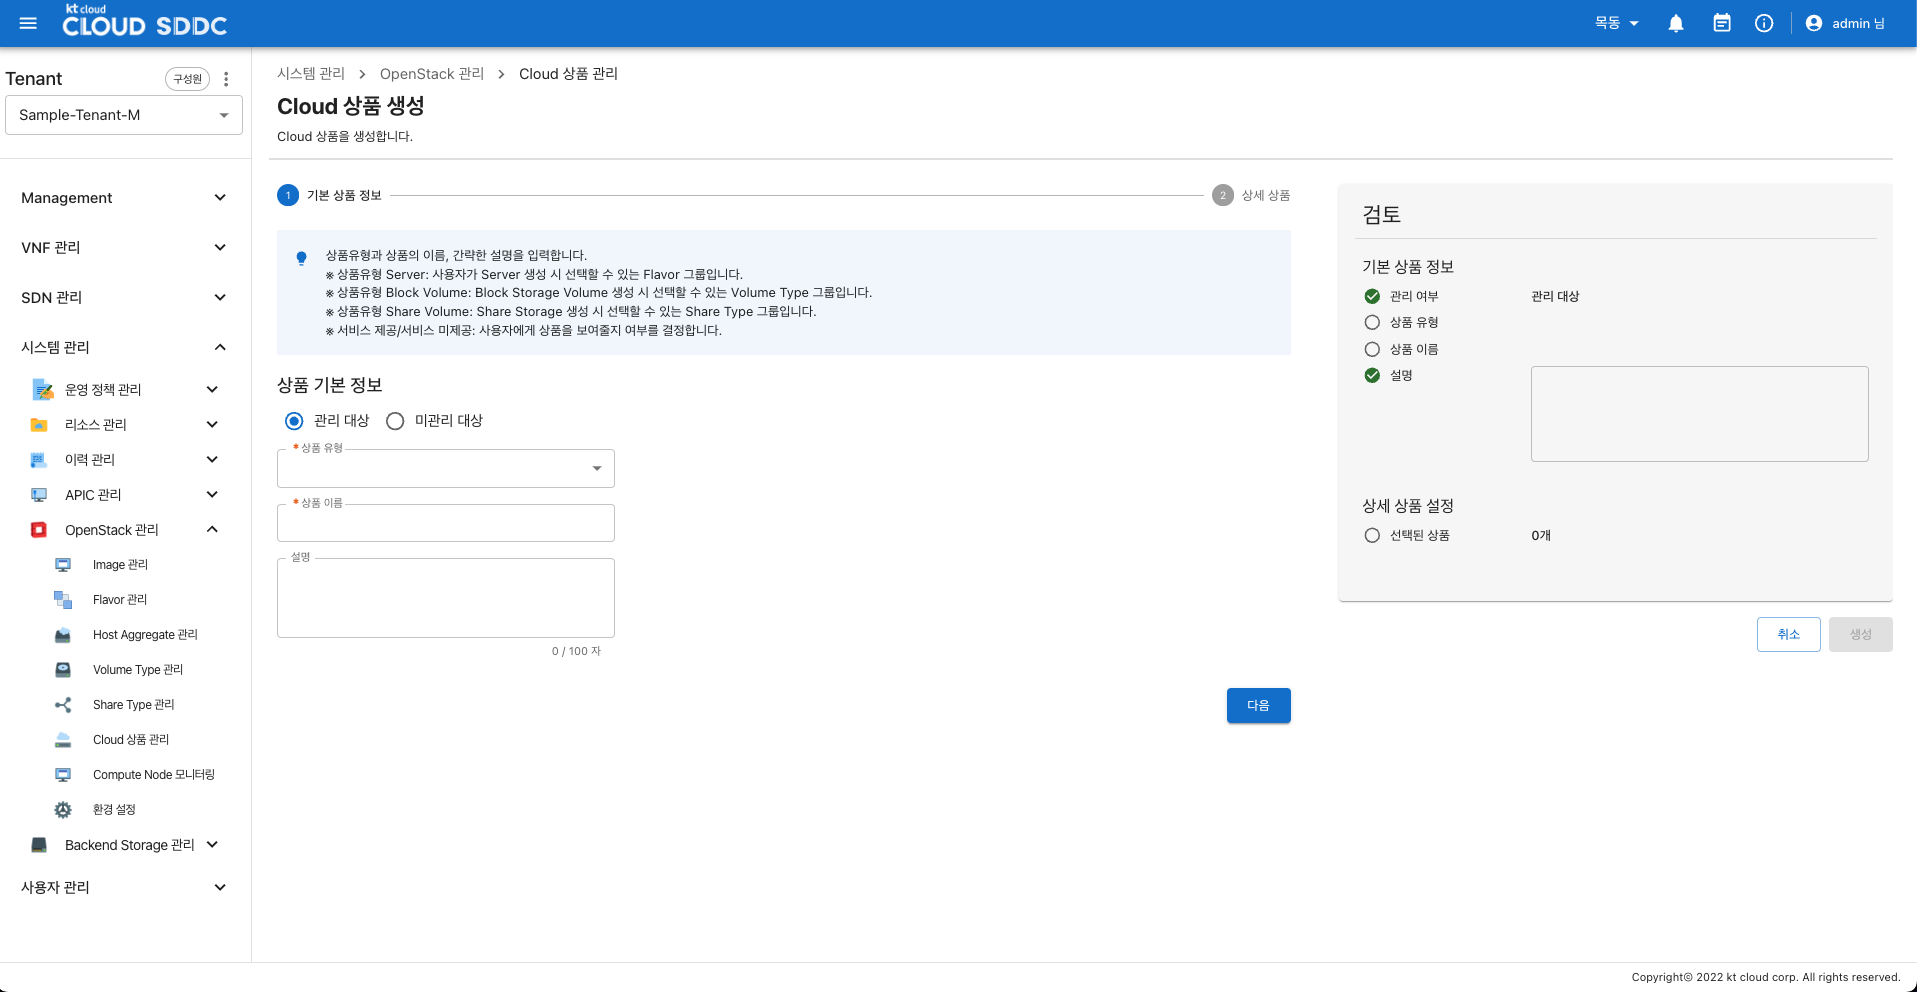 kt cloud
CLOUD SDDC
목동
admin 님
Tenant
구성원
Sample-Tenant-M
Management
VNF 관리
SDN 관리
시스템 관리
운영 정책 관리
리소스 관리
이력 관리
APIC 관리
OpenStack 관리
Image 관리
Flavor 관리
Host Aggregate 관리
Volume Type 관리
Share Type 관리
Cloud 상품 관리
Compute Node 모니터링
환경 설정
Backend Storage 관리
사용자 관리
시스템 관리 > OpenStack 관리 > Cloud 상품 관리
Cloud 상품 생성
Cloud 상품을 생성합니다.
1 기본 상품 정보
2 상세 상품
상품유형과 상품의 이름, 간략한 설명을 입력합니다.
※ 상품유형 Server: 사용자가 Server 생성 시 선택할 수 있는 Flavor 그룹입니다.
※ 상품유형 Block Volume: Block Storage Volume 생성 시 선택할 수 있는 Volume Type 그룹입니다.
※ 상품유형 Share Volume: Share Storage 생성 시 선택할 수 있는 Share Type 그룹입니다.
※ 서비스 제공/서비스 미제공: 사용자에게 상품을 보여줄지 여부를 결정합니다.
상품 기본 정보
관리 대상 미관리 대상
* 상품 유형
* 상품 이름
설명
0 / 100 자
다음
검토
기본 상품 정보
관리 여부 관리 대상
상품 유형
상품 이름
설명
상세 상품 설정
선택된 상품 0개
취소
생성
Copyright© 2022 kt cloud corp. All rights reserved.